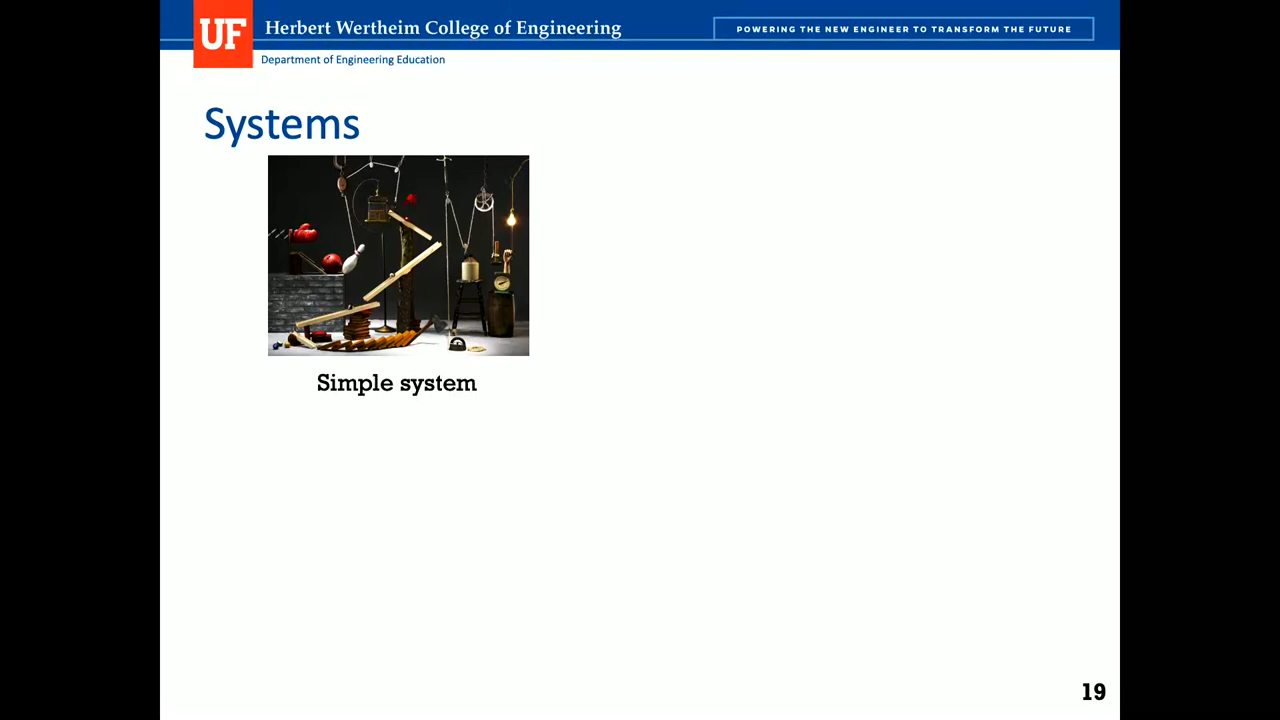 UF
Herbert Wertheim College of Engineering
POWERING THE NEW ENGINEER TO TRANSFORM THE FUTURE
Department of Engineering Education
Systems
Simple system
19